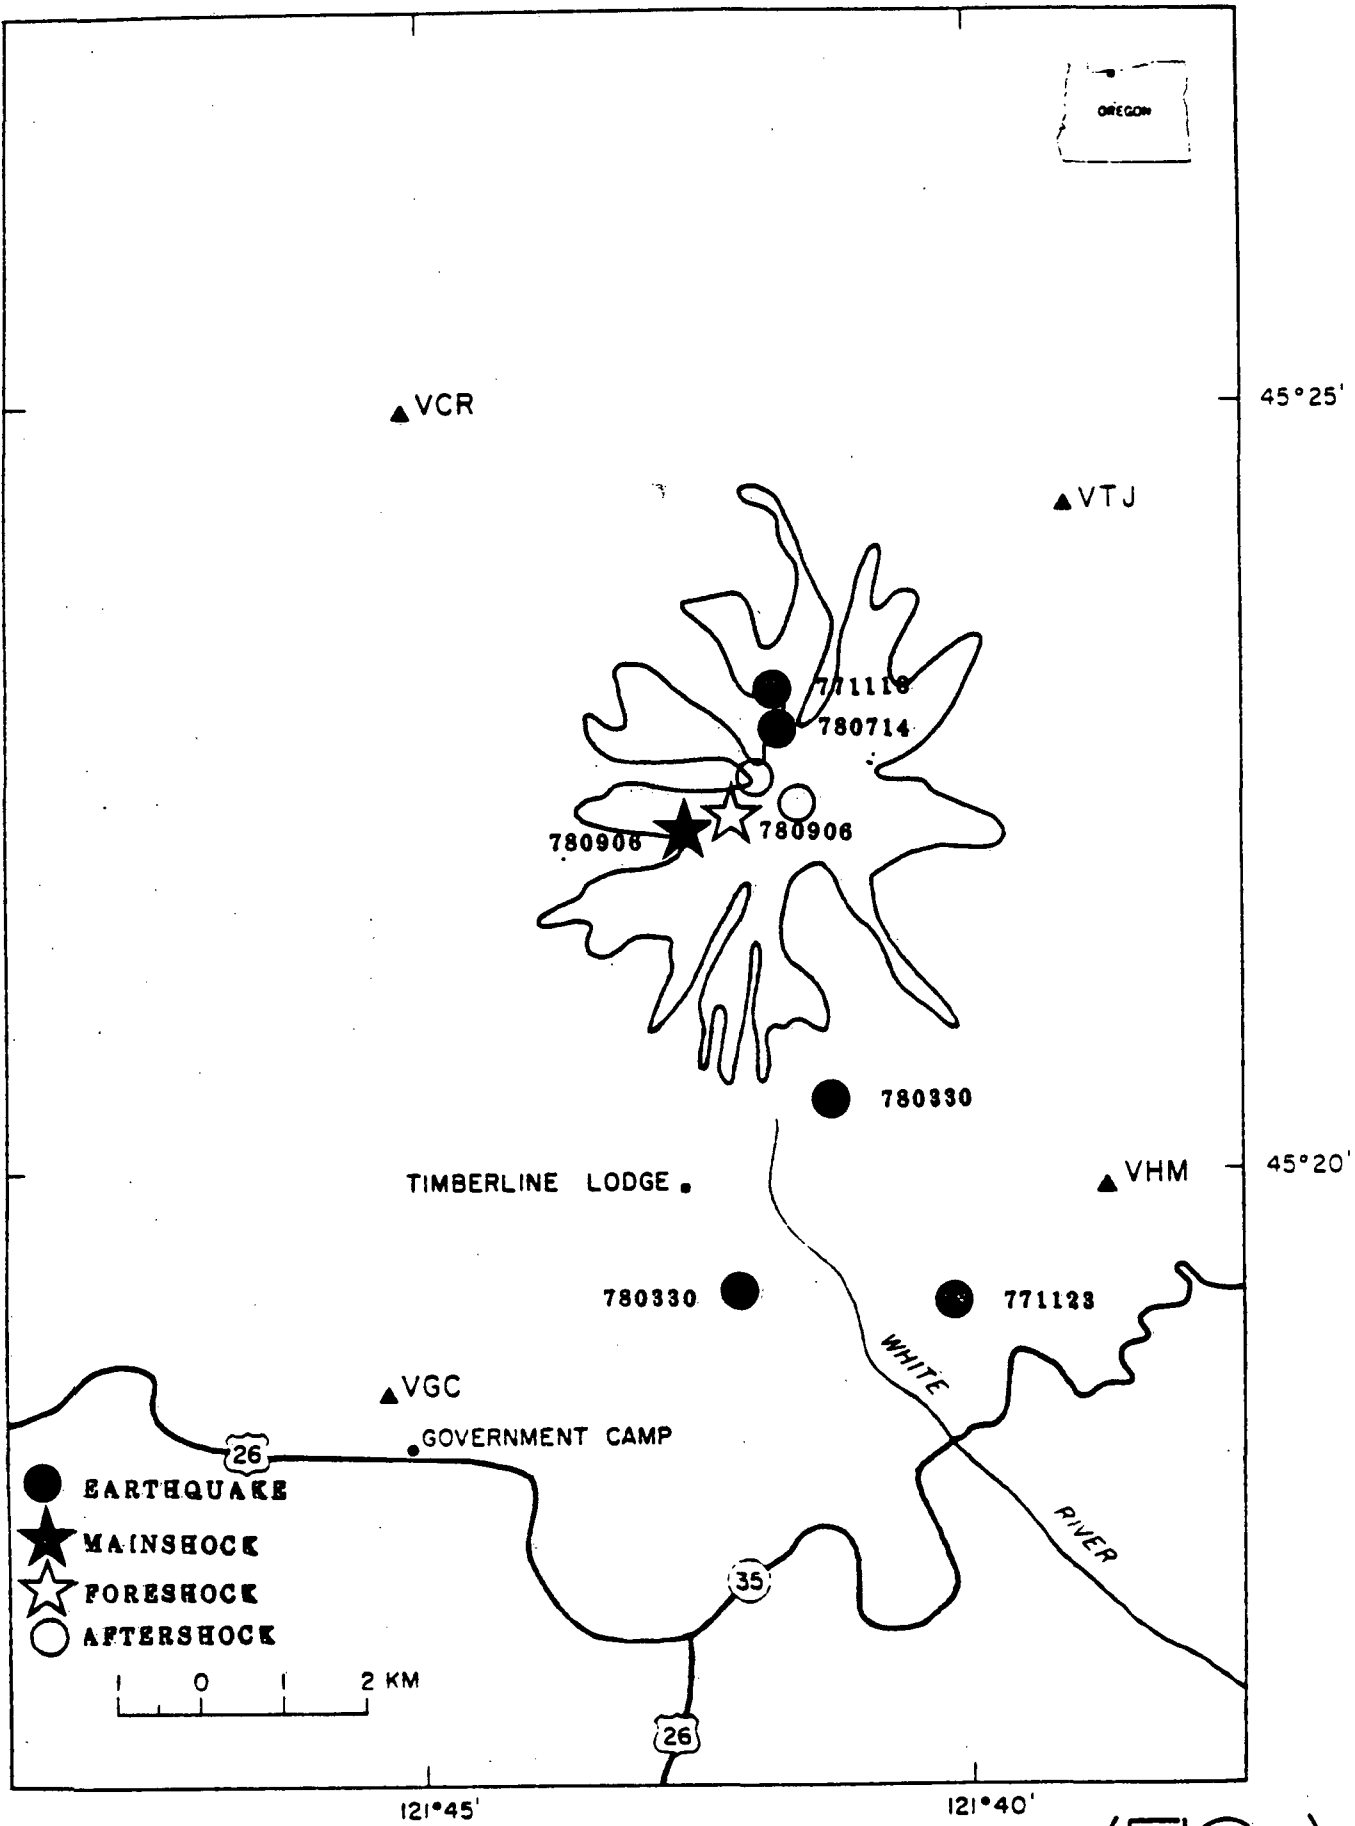 OREGON
VCR
45°25'
VTJ
780714
780906
780906
780330
TIMBERLINE LODGE
VHM
45°20'
780330
771123
WHITE
VGC
GOVERNMENT CAMP
26
EARTHQUAKE
MAINSHOCK
RIVER
FORESHOCK
35
AFTERSHOCK
1 0 1 2 KM
26
121°45'
121°40'